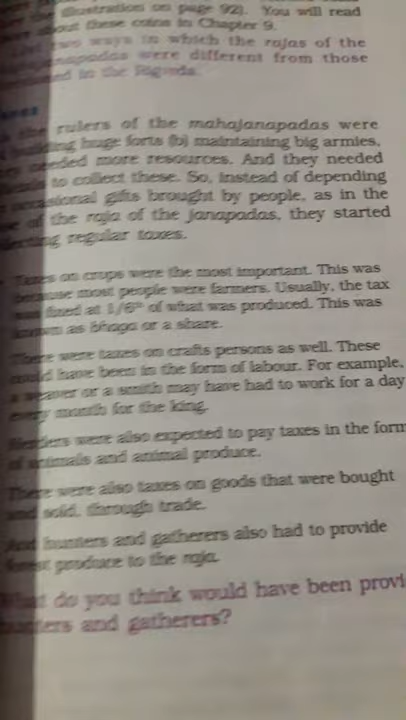 illustration on page 92). You will read
about these coins in Chapter 9.
two ways in which the rajas of the
were different from those
in the Rigveda.
rulers of the mahajanapadas were
huge forts (b) maintaining big armies,
needed more resources. And they needed
to collect these. So, instead of depending
occasional gifts brought by people, as in the
of the raja of the janapadas, they started
regular taxes.
Taxes on crops were the most important. This was
because most people were farmers. Usually, the tax
fixed at 1/6th of what was produced. This was
known as bhaga or a share.
There were taxes on crafts persons as well. These
could have been in the form of labour. For example,
a weaver or a smith may have had to work for a day
every month for the king.
Herders were also expected to pay taxes in the form
of animals and animal produce.
There were also taxes on goods that were bought
and sold, through trade.
And hunters and gatherers also had to provide
forest produce to the raja.
What do you think would have been provi
hunters and gatherers?